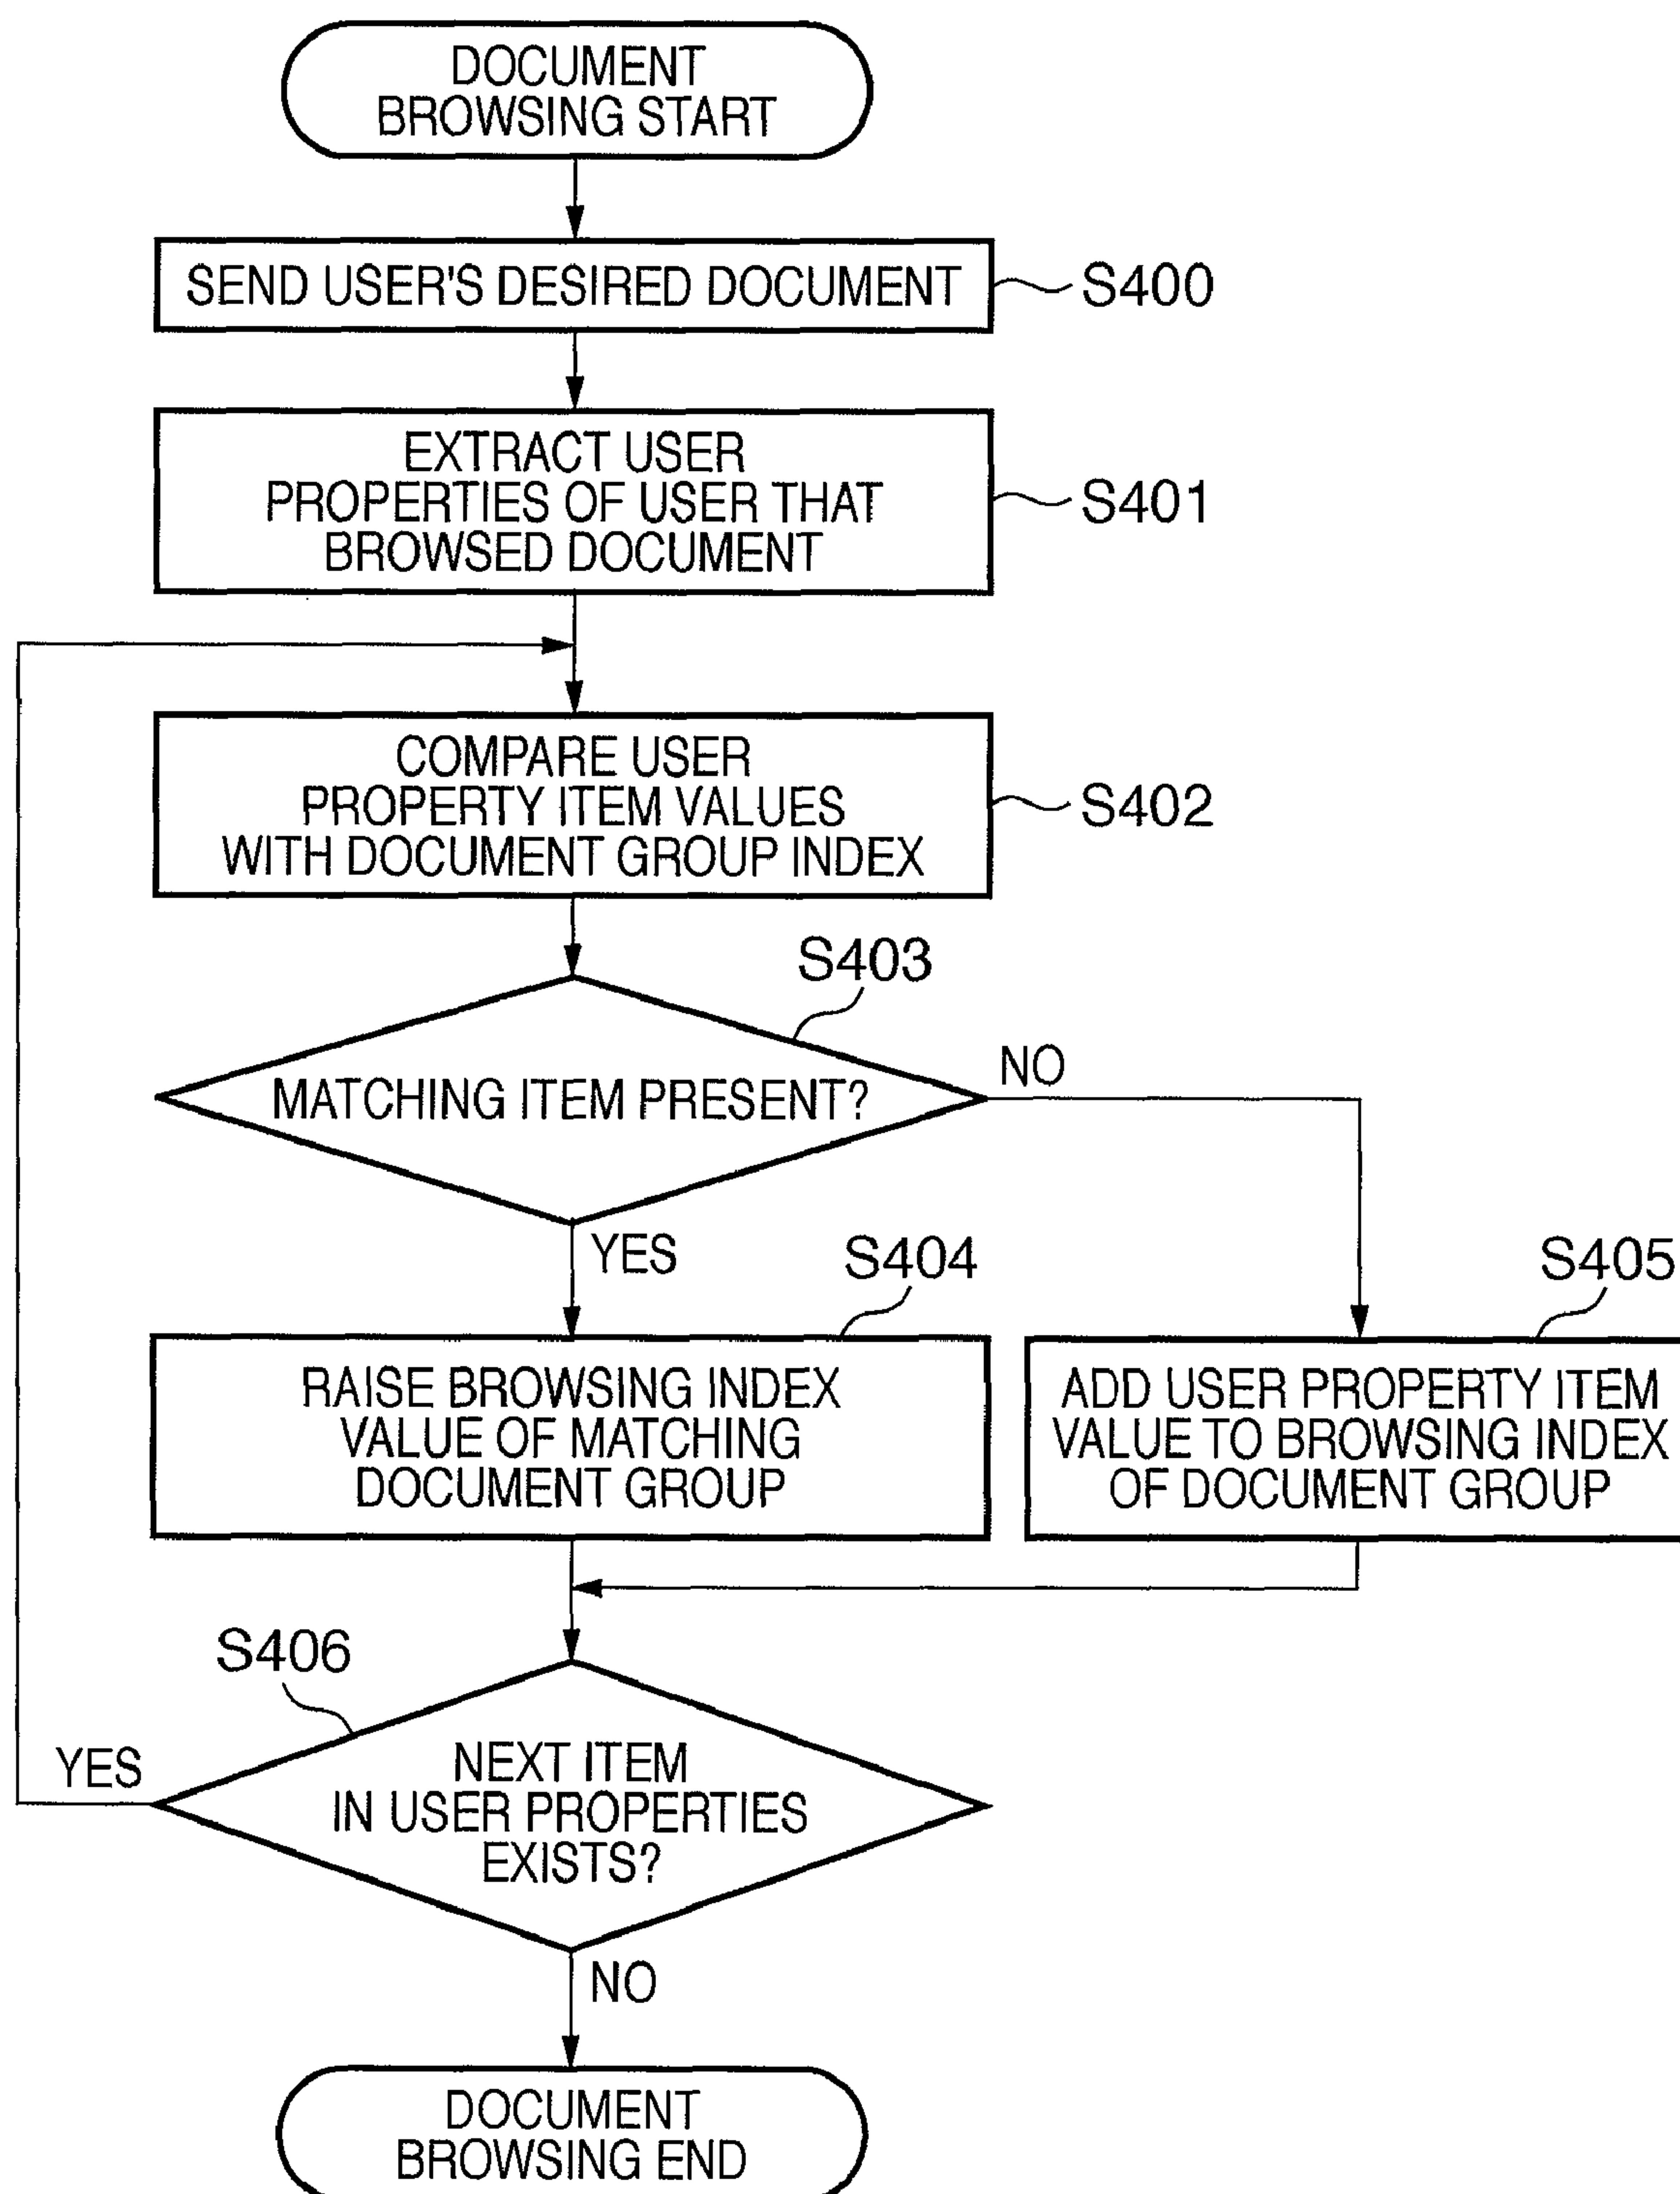 DOCUMENT
BROWSING START
SEND USER'S DESIRED DOCUMENT
S400
EXTRACT USER
PROPERTIES OF USER THAT
BROWSED DOCUMENT
S401
COMPARE USER
PROPERTY ITEM VALUES
WITH DOCUMENT GROUP INDEX
S402
S403
MATCHING ITEM PRESENT?
NO
YES
S404
RAISE BROWSING INDEX
VALUE OF MATCHING
DOCUMENT GROUP
S405
ADD USER PROPERTY ITEM
VALUE TO BROWSING INDEX
OF DOCUMENT GROUP
S406
YES
NEXT ITEM
IN USER PROPERTIES
EXISTS?
NO
DOCUMENT
BROWSING END